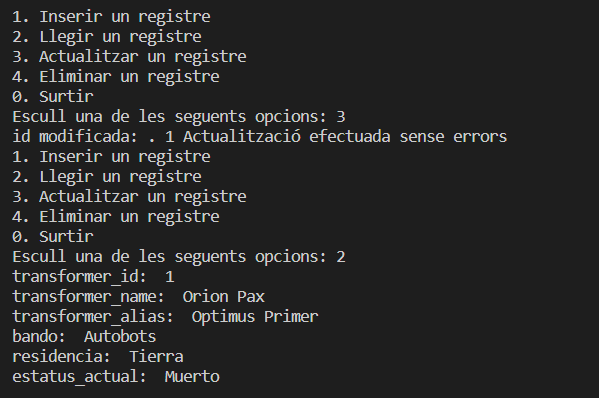 1. Inserir un registre
2. Llegir un registre
3. Actualitzar un registre
4. Eliminar un registre
0. Surtir
Escull una de les seguents opcions: 3
id modificada: . 1 Actualització efectuada sense errors
1. Inserir un registre
2. Llegir un registre
3. Actualitzar un registre
4. Eliminar un registre
0. Surtir
Escull una de les seguents opcions: 2
transformer_id:  1
transformer_name:  Orion Pax
transformer_alias:  Optimus Primer
bando:  Autobots
residencia:  Tierra
estatus_actual:  Muerto